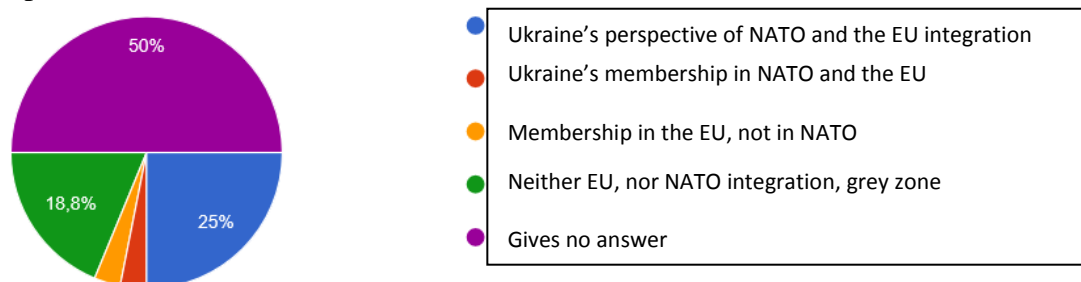 50%
18,8%
25%
Ukraine’s perspective of NATO and the EU integration
Ukraine’s membership in NATO and the EU
Membership in the EU, not in NATO
Neither EU, nor NATO integration, grey zone
Gives no answer